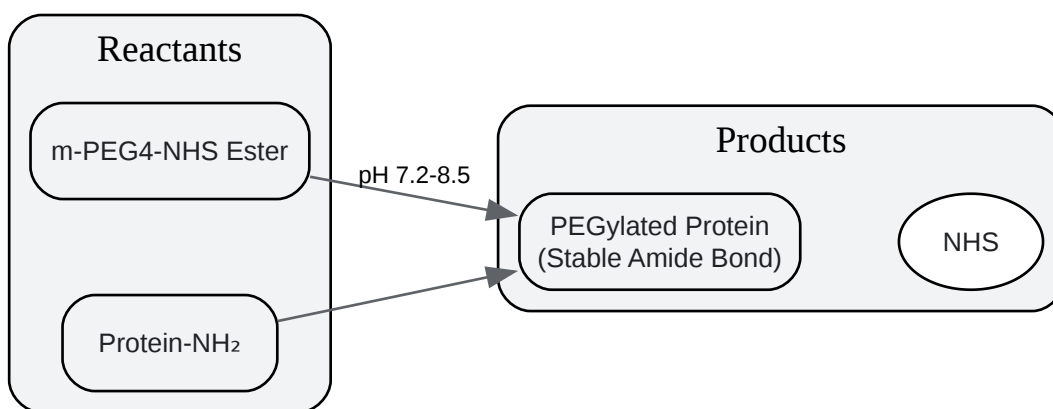 Reactants
m-PEG4-NHS Ester
Protein-NH₂
pH 7.2-8.5
Products
PEGylated Protein
(Stable Amide Bond)
NHS